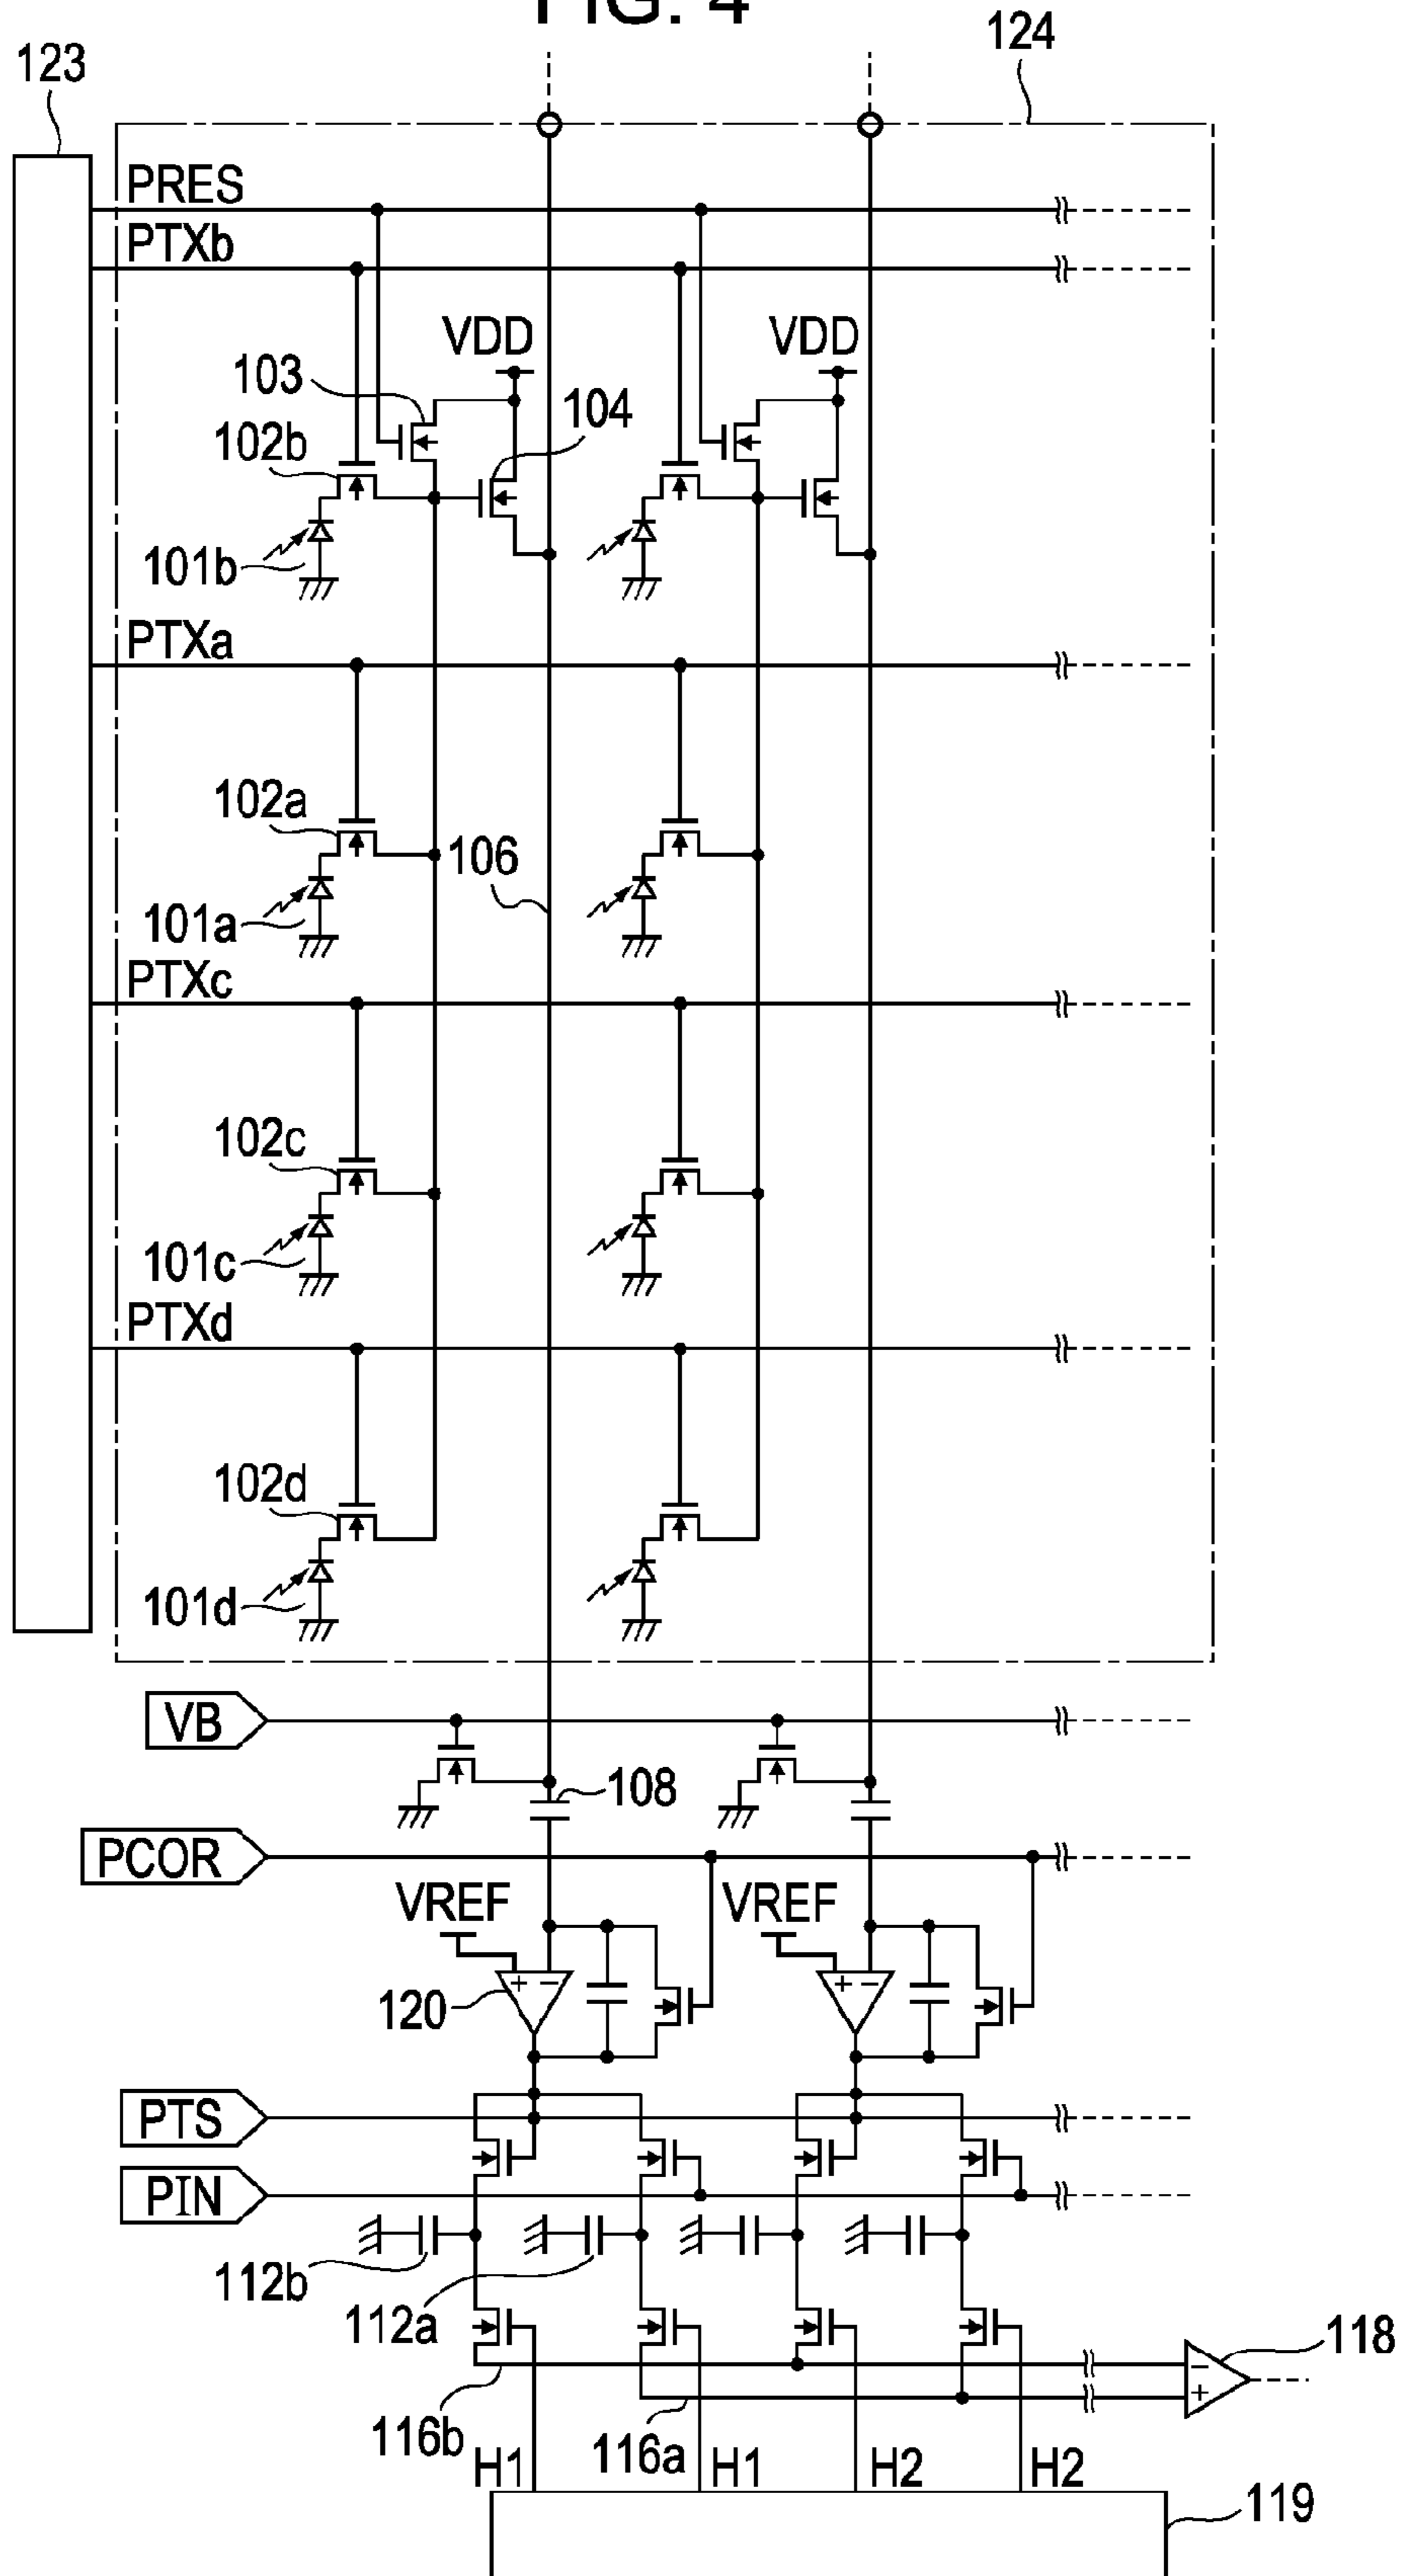 FIG. 4
123
124
PRES
PTXb
VDD
VDD
103
104
102b
101b
PTXa
102a
106
101a
PTXc
102c
101c
PTXd
102d
101d
VB
108
PCOR
VREF
VREF
+ −
+ −
120
PTS
PIN
112b
112a
118
−
+
116b
116a
H1
H1
H2
H2
119